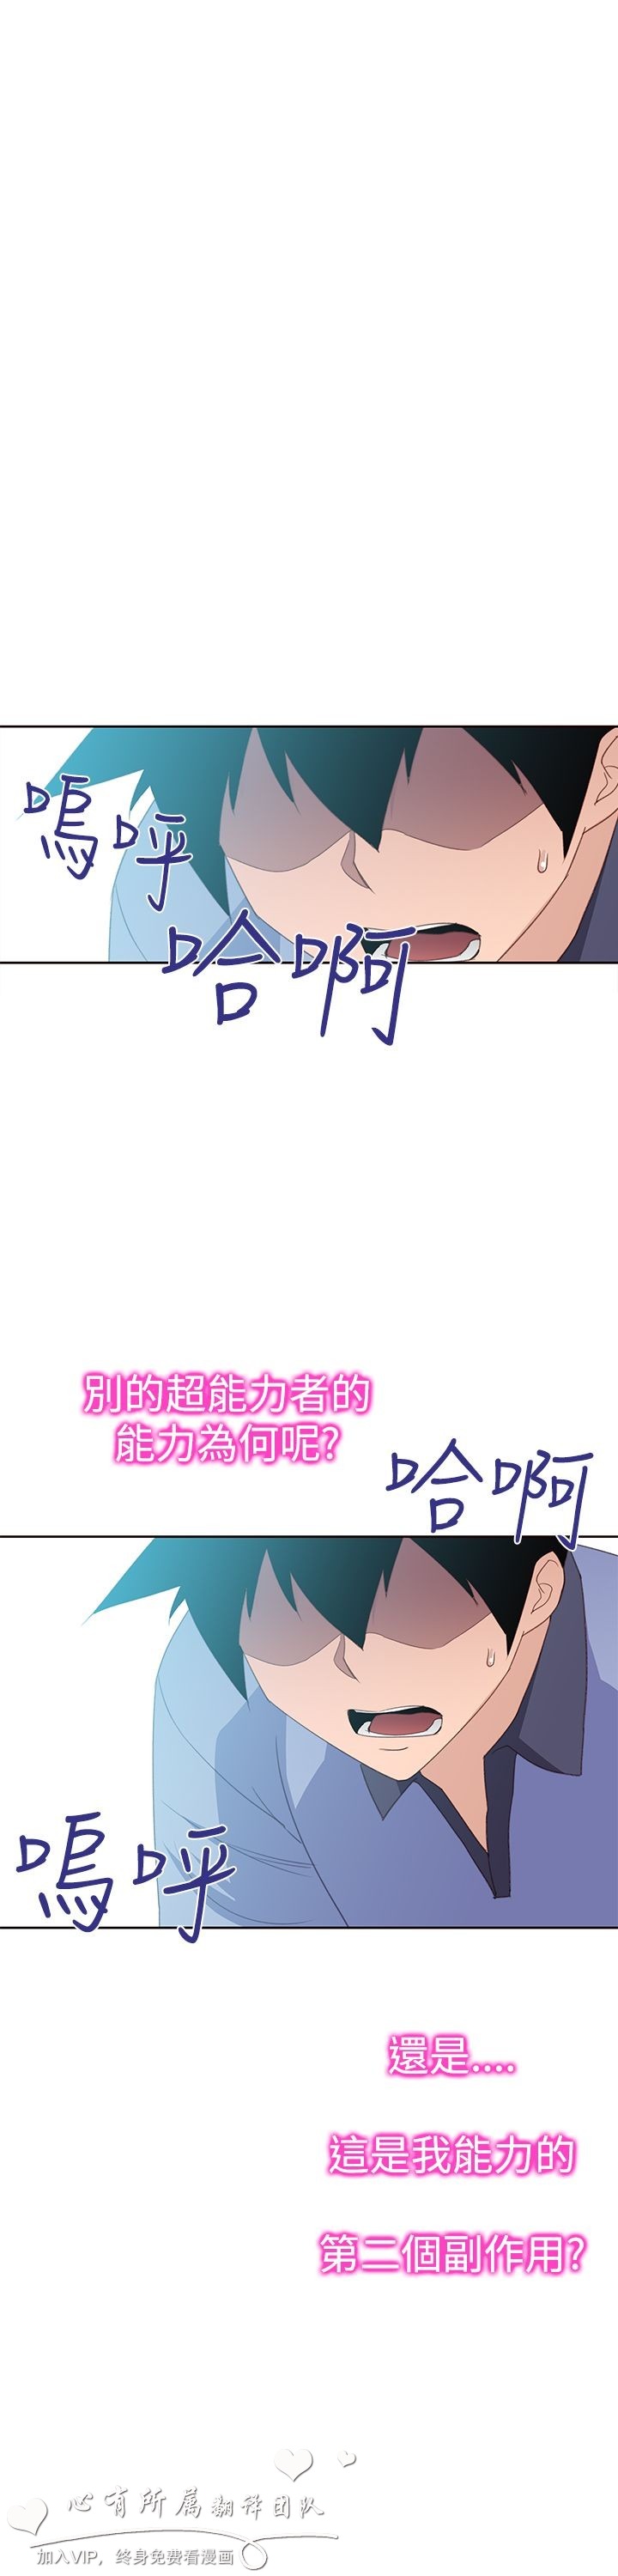 嗚呼
哈啊
別的超能力者的
能力為何呢?
哈啊
嗚呼
還是....
這是我能力的
第二個副作用?
心有所属翻译团队
加入VIP，终身免费看漫画